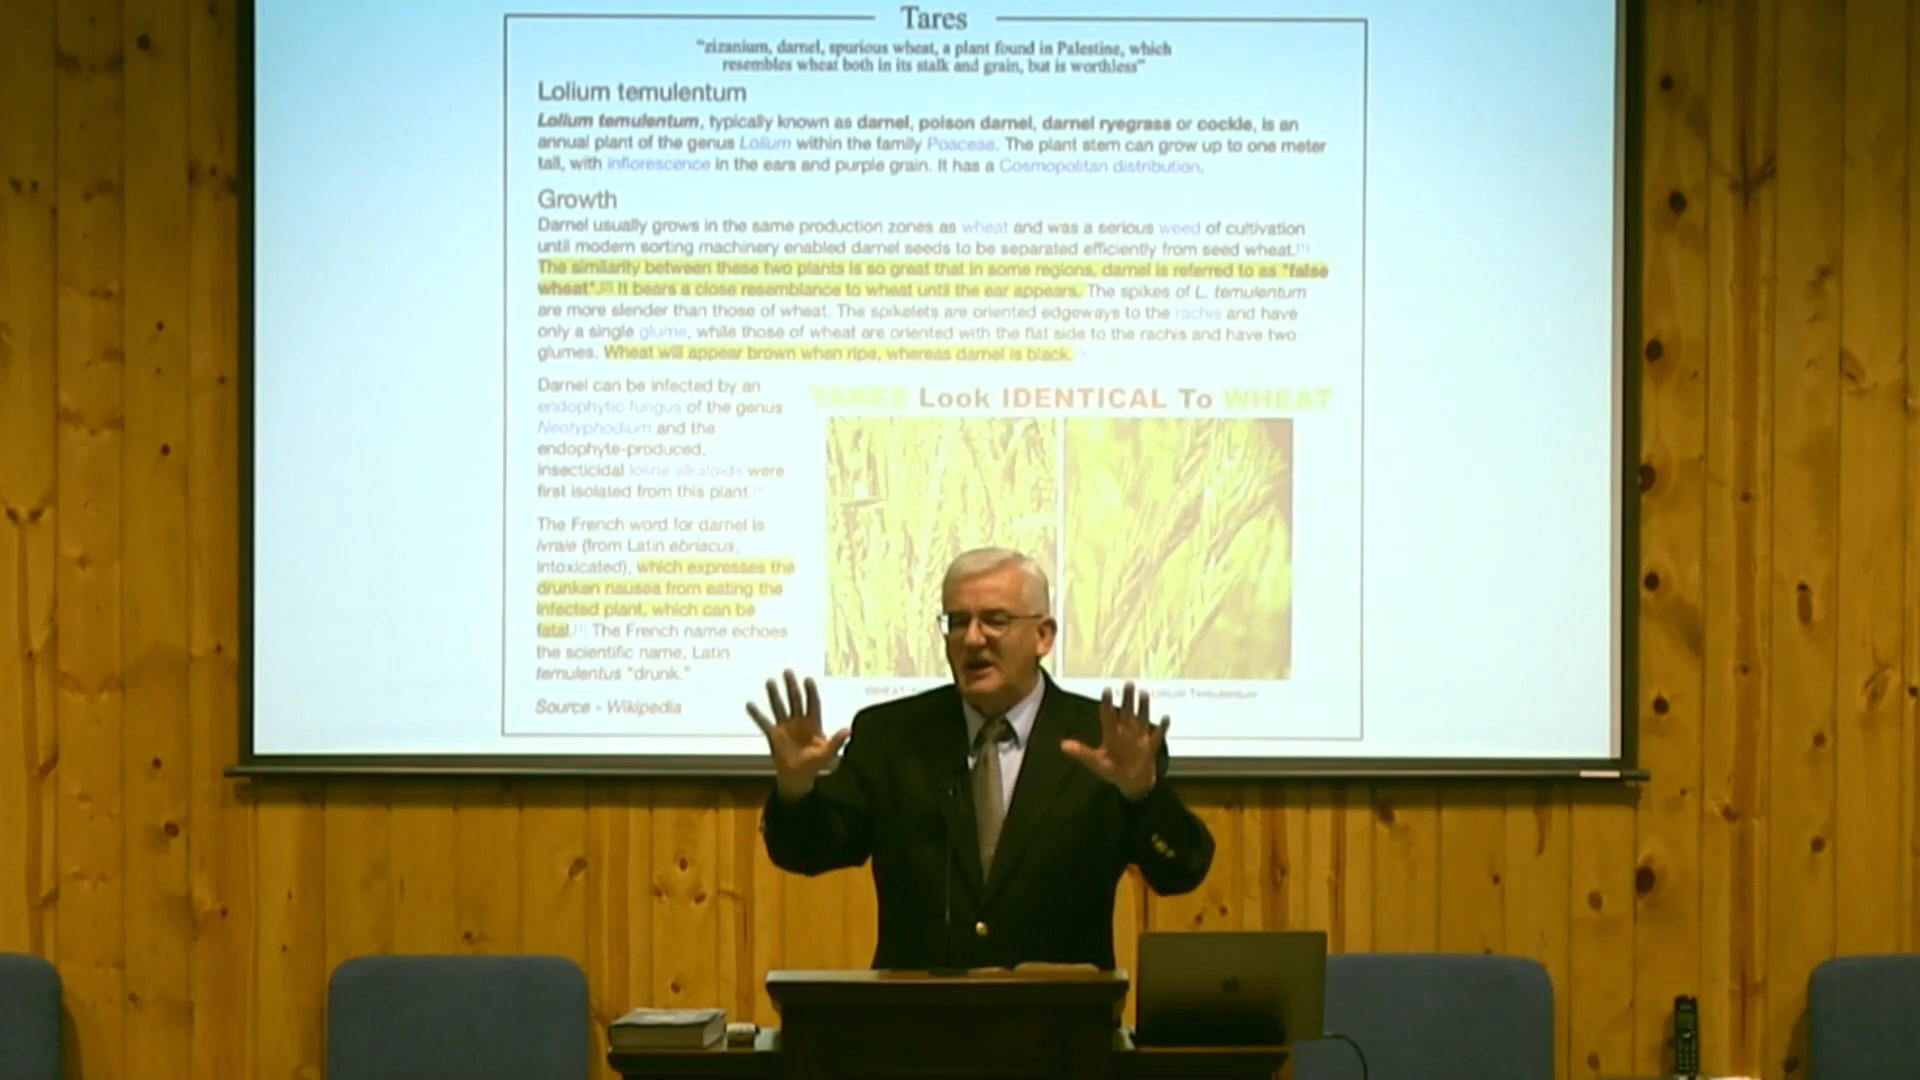 Tares
"zizanium, darnel, spurious wheat, a plant found in Palestine, which
resembles wheat both in its stalk and grain, but is worthless"
Lolium temulentum
Lolium temulentum, typically known as darnel, poison darnel, darnel ryegrass or cockle, is an
annual plant of the genus Lolium within the family Poaceae. The plant stem can grow up to one meter
tall, with inflorescence in the ears and purple grain. It has a Cosmopolitan distribution.
Growth
Darnel usually grows in the same production zones as wheat and was a serious weed of cultivation
until modern sorting machinery enabled darnel seeds to be separated efficiently from seed wheat.
The similarity between these two plants is so great that in some regions, darnel is referred to as "false
wheat". It bears a close resemblance to wheat until the ear appears. The spikes of L. temulentum
are more slender than those of wheat. The spikelets are oriented edgeways to the rachis and have
only a single glume, while those of wheat are oriented with the flat side to the rachis and have two
glumes. Wheat will appear brown when ripe, whereas darnel is black.
Darnel can be infected by an
endophytic fungus of the genus
Neotyphodium and the
endophyte-produced,
insecticidal loline alkaloids were
first isolated from this plant.
The French word for darnel is
ivraie (from Latin ebriacus,
intoxicated), which expresses the
drunken nausea from eating the
infected plant, which can be
fatal. The French name echoes
the scientific name, Latin
temulentus "drunk."
Source - Wikipedia
TARES Look IDENTICAL To WHEAT
WHEAT
Lolium Temulentum